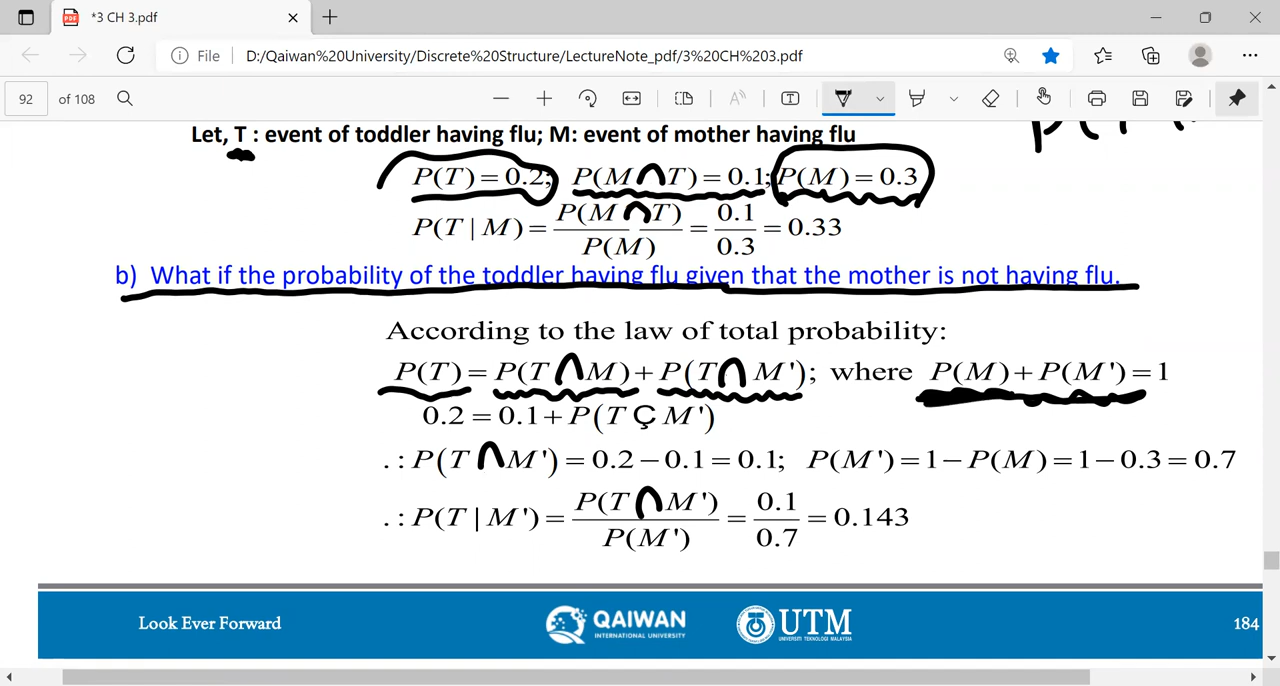 *3 CH 3.pdf
File D:/Qaiwan%20University/Discrete%20Structure/LectureNote_pdf/3%20CH%203.pdf
92 of 108
Let, T : event of toddler having flu; M: event of mother having flu
P(T) = 0.2; P(M ∩ T) = 0.1; P(M) = 0.3
P(T | M) = P(M ∩ T) / P(M) = 0.1 / 0.3 = 0.33
b) What if the probability of the toddler having flu given that the mother is not having flu.
According to the law of total probability:
P(T) = P(T ∩ M) + P(T ∩ M'); where P(M) + P(M') = 1
0.2 = 0.1 + P(T Ç M')
.: P(T ∩ M') = 0.2 − 0.1 = 0.1; P(M') = 1 − P(M) = 1 − 0.3 = 0.7
.: P(T | M') = P(T ∩ M') / P(M') = 0.1 / 0.7 = 0.143
Look Ever Forward
QAIWAN
INTERNATIONAL UNIVERSITY
UTM
UNIVERSITI TEKNOLOGI MALAYSIA
184